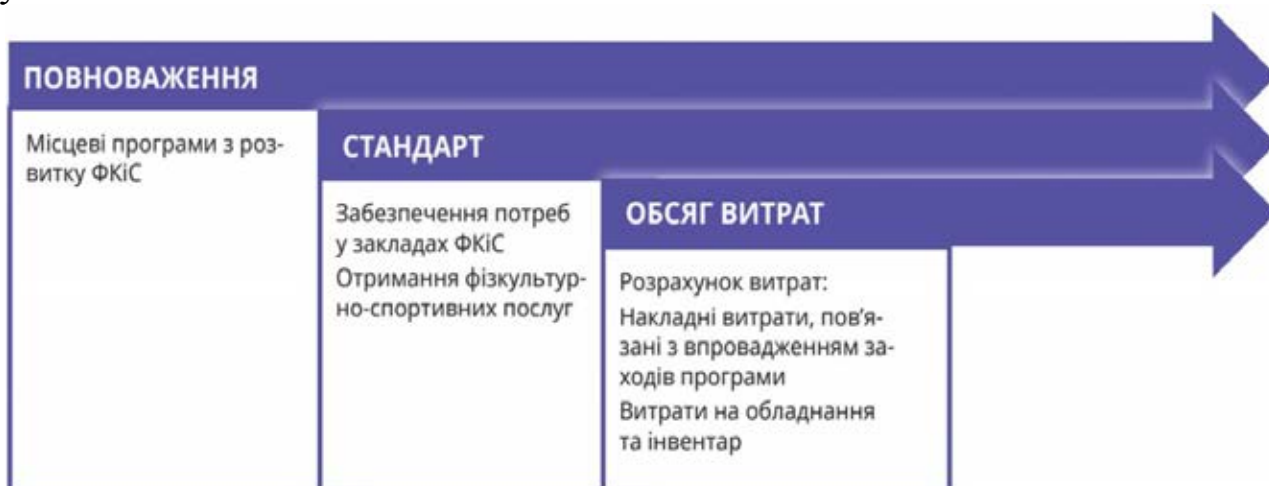 у
ПОВНОВАЖЕННЯ
Місцеві програми з роз-
витку ФКіС
СТАНДАРТ
Забезпечення потреб
у закладах ФКіС
Отримання фізкультур-
но-спортивних послуг
ОБСЯГ ВИТРАТ
Розрахунок витрат:
Накладні витрати, пов’я-
зані з впровадженням за-
ходів програми
Витрати на обладнання
та інвентар